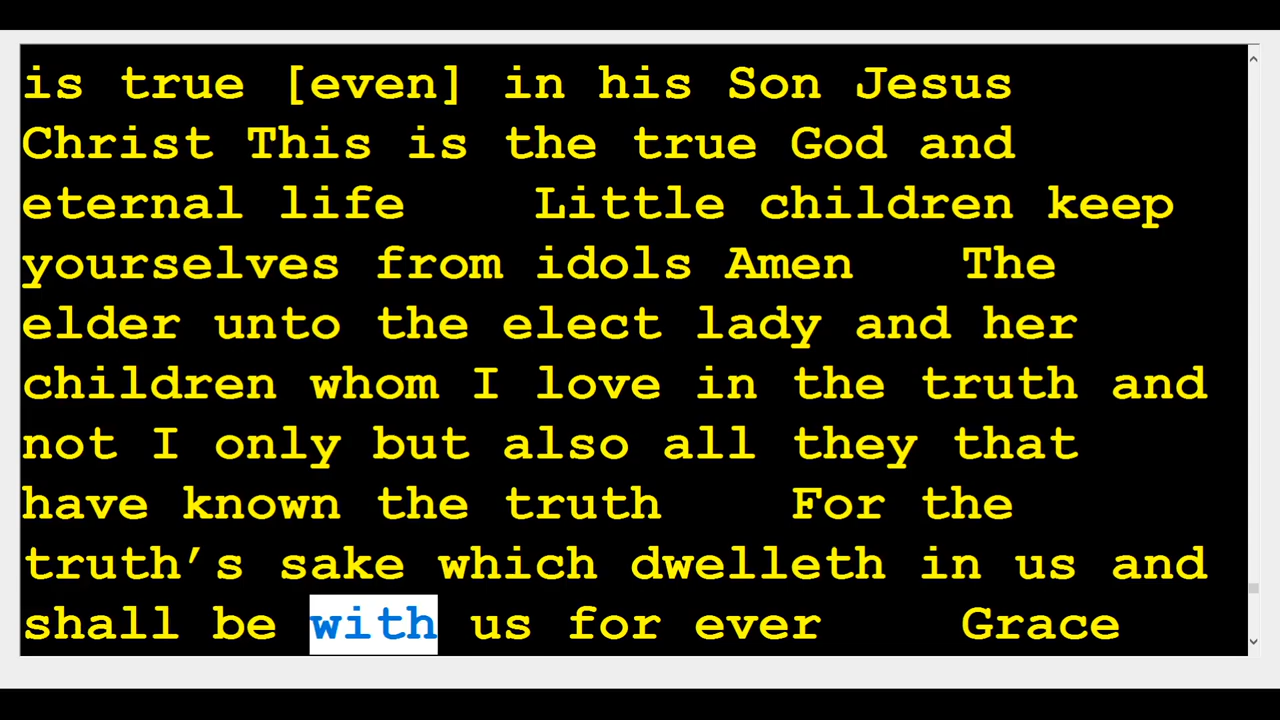 is true [even] in his Son Jesus
Christ This is the true God and
eternal life    Little children keep
yourselves from idols Amen    The
elder unto the elect lady and her
children whom I love in the truth and
not I only but also all they that
have known the truth    For the
truth’s sake which dwelleth in us and
shall be with us for ever    Grace